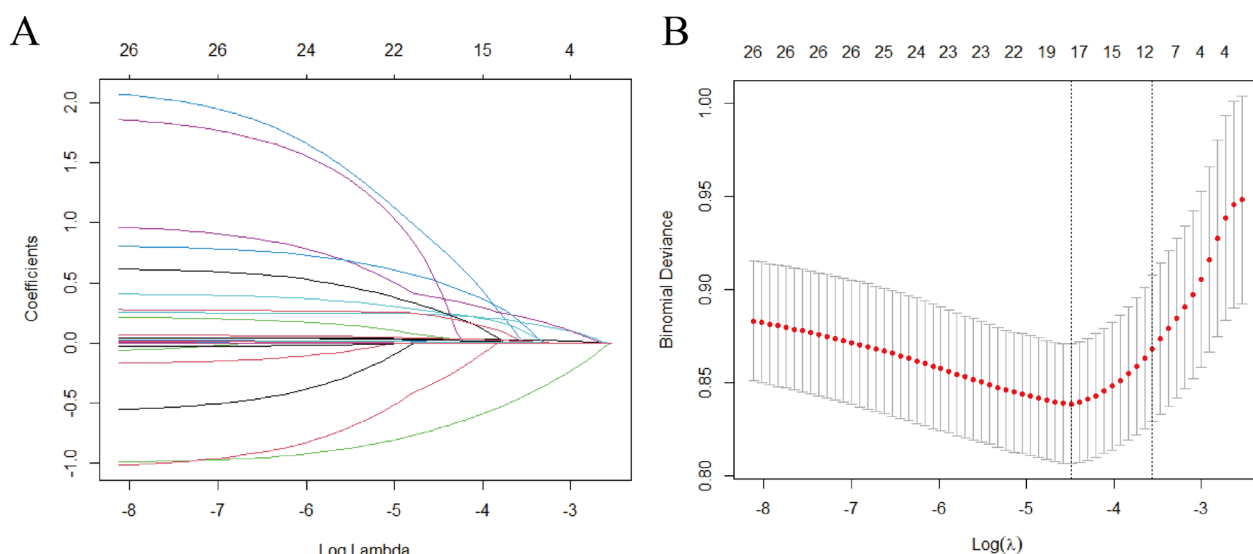 A
26 26 24 22 15 4
Coefficients
2.0
1.5
1.0
0.5
0.0
-0.5
-1.0
-8 -7 -6 -5 -4 -3
Log Lambda
B
26 26 26 26 25 24 23 23 22 19 17 15 12 7 4 4
Binomial Deviance
1.00
0.95
0.90
0.85
0.80
-8 -7 -6 -5 -4 -3
Log(λ)